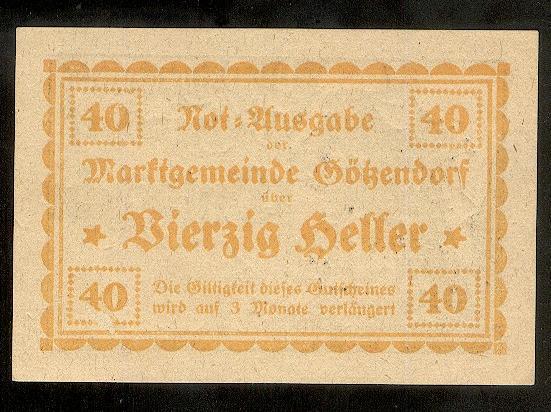 40 Not=Ausgabe 40
der
Marktgemeinde Götzendorf
über
Vierzig Heller
40 Die Giltigkeit dieses Gutscheines 40
wird auf 3 Monate verlängert